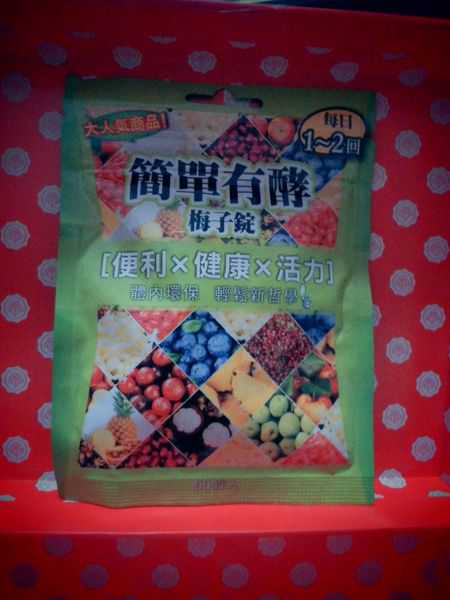 大人氣商品!
每日
1~2回
簡單有酵
梅子錠
[便利×健康×活力]
體內環保 輕鬆新哲學